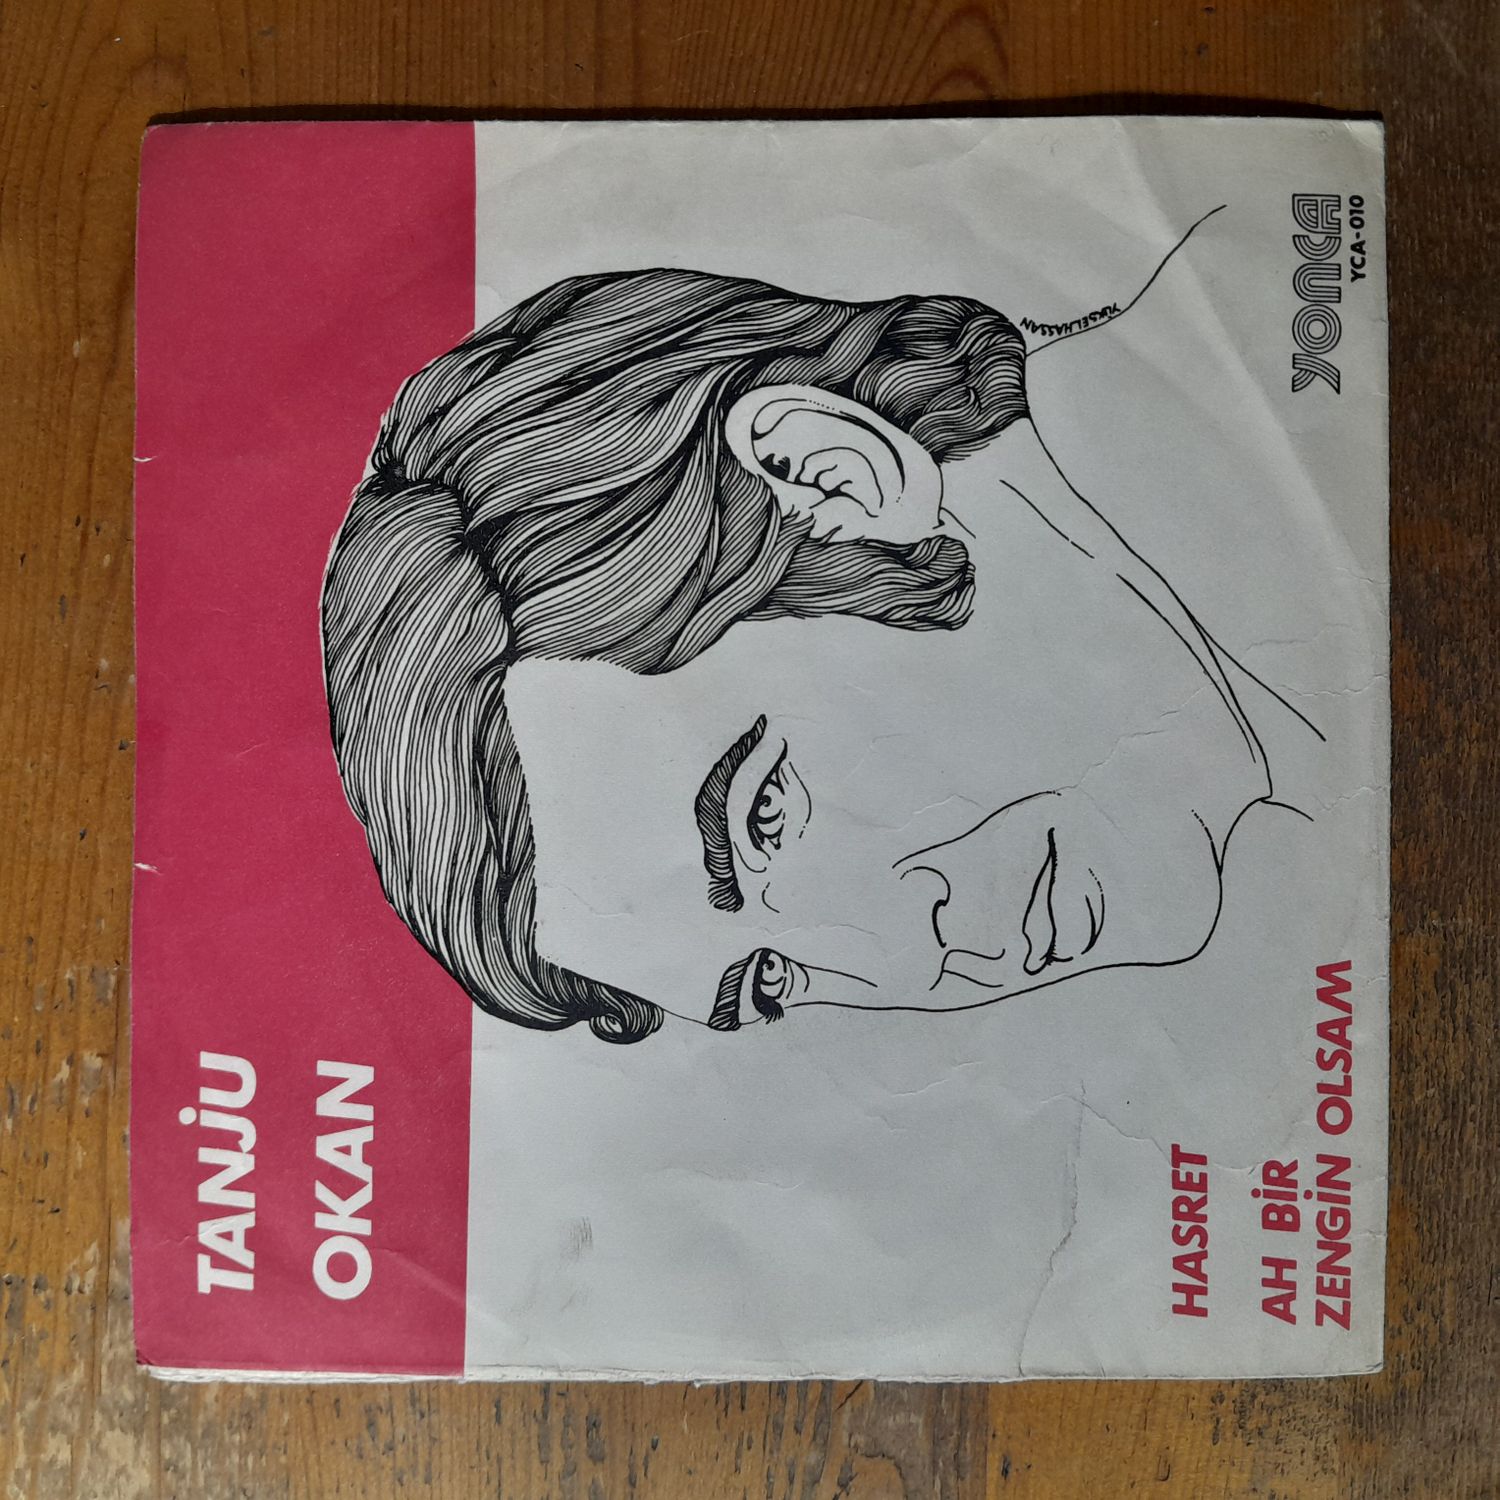 TANJU
OKAN
HASRET
AH BİR
ZENGİN OLSAM
YONCA
YCA-010
YÜKSELHASSAN